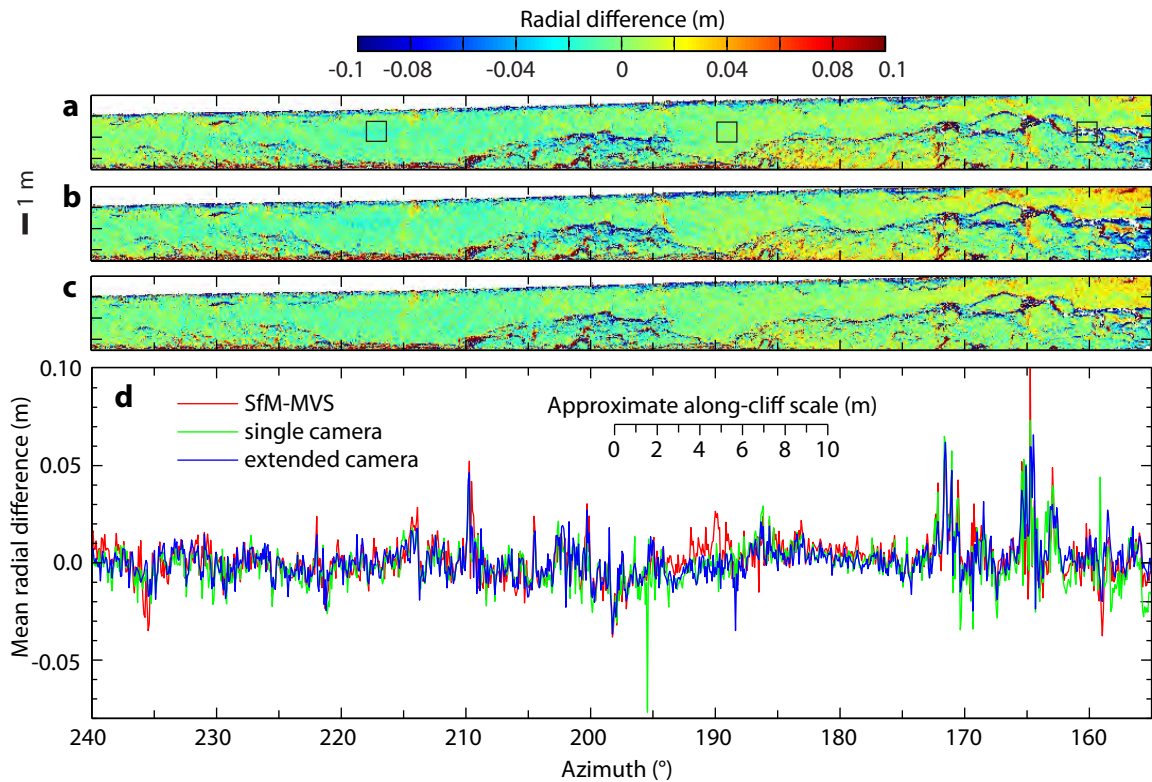 Radial difference (m)
-0.1 -0.08 -0.04 0 0.04 0.08 0.1
a
b
c
1 m
d
0.10
0.05
0.0
-0.05
Mean radial difference (m)
SfM-MVS
single camera
extended camera
Approximate along-cliff scale (m)
0 2 4 6 8 10
240 230 220 210 200 190 180 170 160
Azimuth (°)